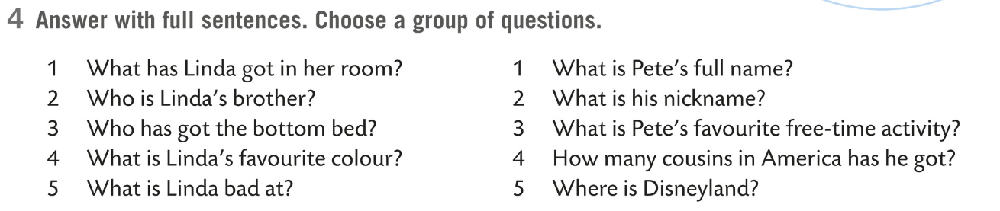 4 Answer with full sentences. Choose a group of questions.
1 What has Linda got in her room?
2 Who is Linda's brother?
3 Who has got the bottom bed?
4 What is Linda's favourite colour?
5 What is Linda bad at?
1 What is Pete's full name?
2 What is his nickname?
3 What is Pete's favourite free-time activity?
4 How many cousins in America has he got?
5 Where is Disneyland?